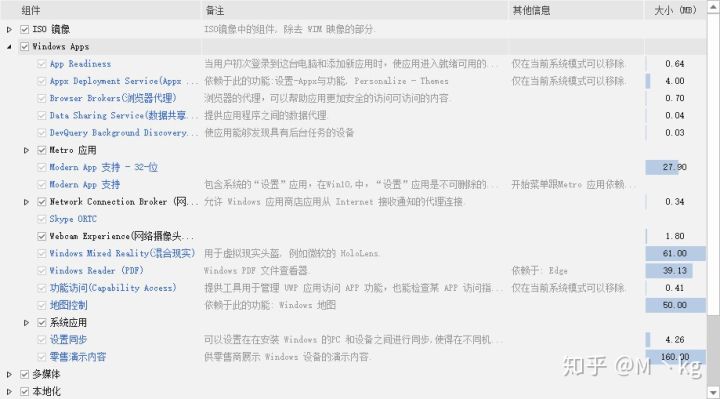 组件 备注 其他信息 大小 (MB)
ISO 镜像 ISO镜像中的组件, 除去 WIM 映像的部分.
Windows Apps
App Readiness 当用户初次登录到这台电脑和添加新应用时, 使应用进入就绪可用的... 仅在当前系统模式可以移除. 0.64
Appx Deployment Service(Appx ... 依赖于此的功能:设置-Appx与功能, Personalize - Themes 仅在当前系统模式可以移除. 4.00
Browser Brokers(浏览器代理) 浏览器的代理, 可以帮助应用更加安全的访问可访问的内容. 0.70
Data Sharing Service(数据共享... 提供应用程序之间的数据代理. 0.04
DevQuery Background Discovery... 使应用能够发现具有后台任务的设备 0.03
Metro 应用
Modern App 支持 - 32-位 27.90
Modern App 支持 包含系统的“设置”应用, 在Win10,中, “设置”应用是不可删除的... 开始菜单跟Metro 应用依赖...
Network Connection Broker (网... 允许 Windows 应用商店应用从 Internet 接收通知的代理连接. 0.34
Skype ORTC
Webcam Experience(网络摄像头... 1.80
Windows Mixed Reality(混合现实) 用于虚拟现实头盔, 例如微软的 HoloLens. 61.00
Windows Reader (PDF) Windows PDF 文件查看器. 依赖于: Edge 39.13
功能访问(Capability Access) 提供工具用于管理 UWP 应用访问 APP 功能, 也能检查某 APP 访问指... 仅在当前系统模式可以移除. 0.41
地图控制 依赖于此的功能: Windows 地图 50.00
系统应用
设置同步 可以设置在在安装 Windows 的PC 和设备之间进行同步,使得在不同机... 4.26
零售演示内容 供零售商展示 Windows 设备的演示内容. 160.00
多媒体
本地化
知乎 @M丶kg